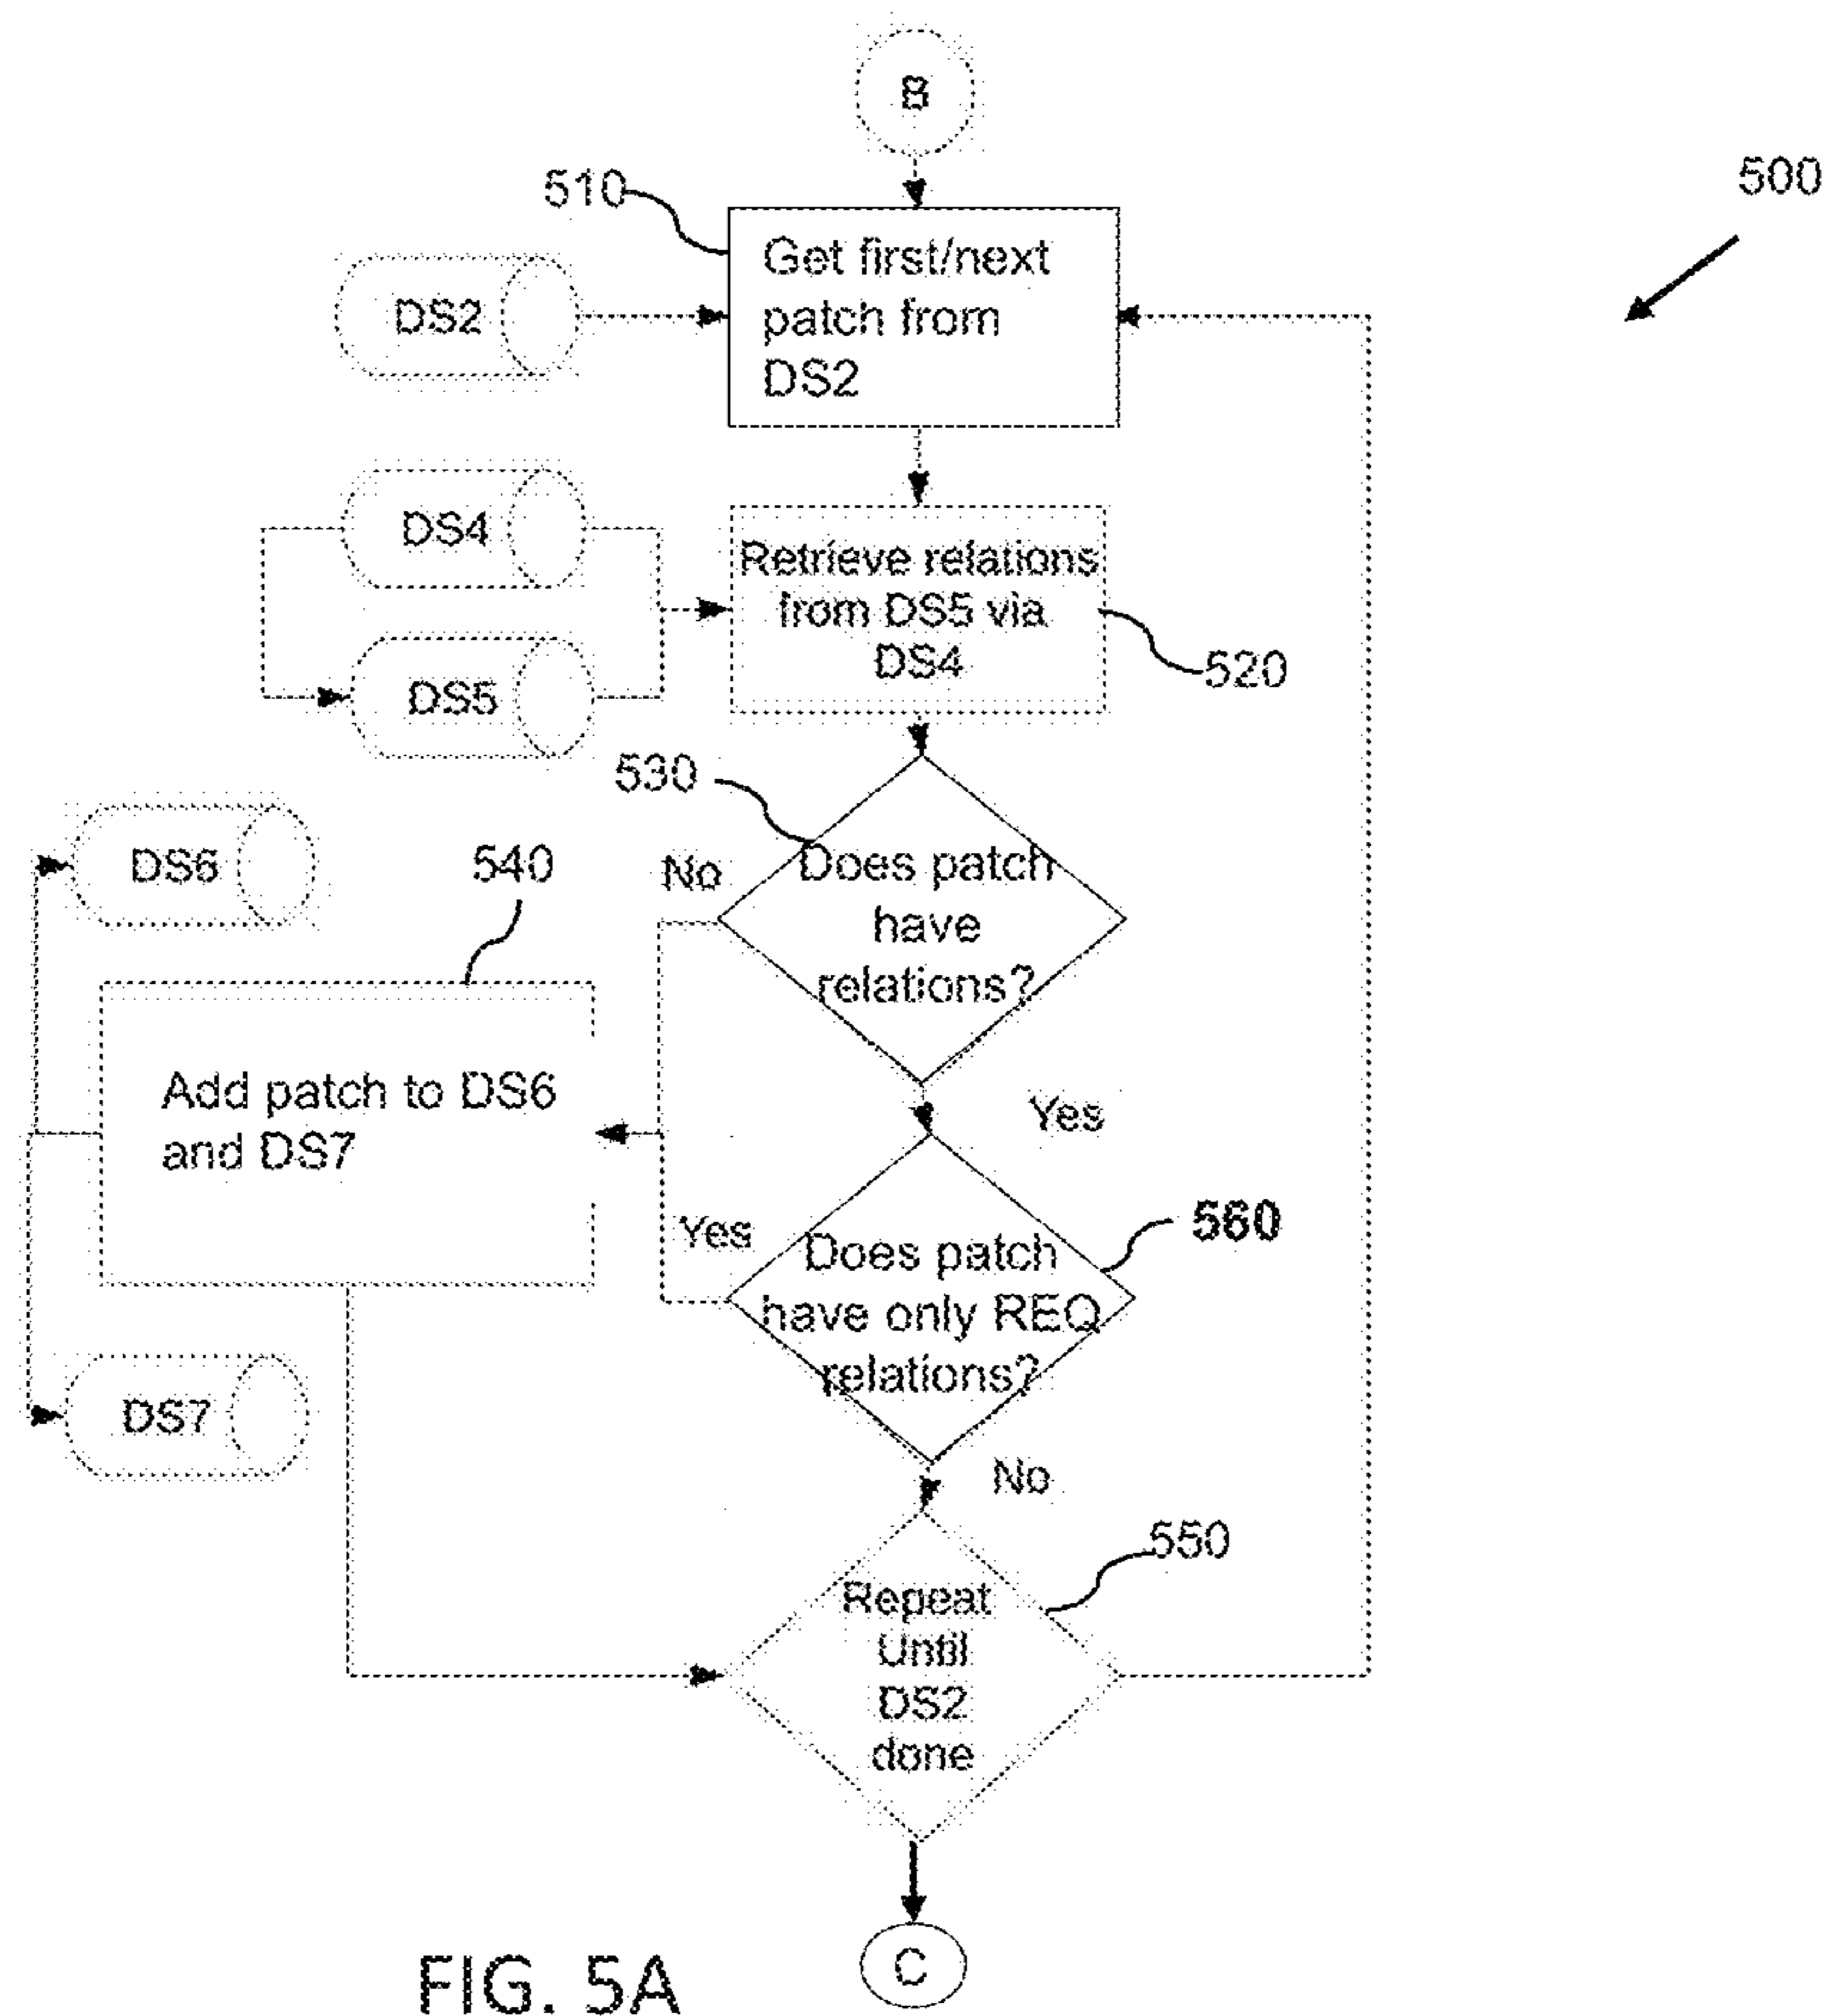 B
500
510
Get first/next
patch from
DS2
DS2
DS4
Retrieve relations
from DS5 via
DS4
520
DS5
530
DS6
540
No
Does patch
have
relations?
Add patch to DS6
and DS7
Yes
560
Yes
Does patch
have only REQ
relations?
DS7
No
550
Repeat
Until
DS2
done
C
FIG. 5A